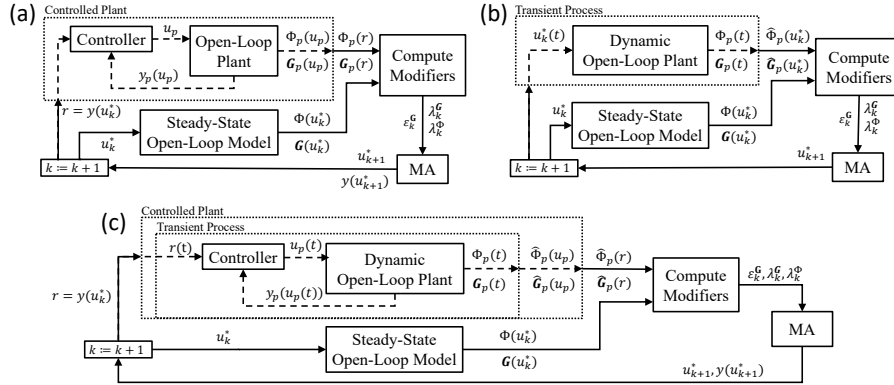 (a)
Controlled Plant
Controller
u_p
Open-Loop
Plant
Φ_p(u_p)
G_p(u_p)
Φ_p(r)
G_p(r)
Compute
Modifiers
y_p(u_p)
r = y(u_k^*)
u_k^*
Steady-State
Open-Loop Model
Φ(u_k^*)
G(u_k^*)
ε_k^G
λ_k^G
λ_k^Φ
k ≔ k + 1
u_{k+1}^*
y(u_{k+1}^*)
MA
(b)
Transient Process
u_k^*(t)
Dynamic
Open-Loop Plant
Φ_p(t)
G_p(t)
Φ̂_p(u_k^*)
Ĝ_p(u_k^*)
Compute
Modifiers
u_k^*
Steady-State
Open-Loop Model
Φ(u_k^*)
G(u_k^*)
ε_k^G
λ_k^G
λ_k^Φ
k ≔ k + 1
u_{k+1}^*
MA
(c)
Controlled Plant
Transient Process
r(t)
Controller
u_p(t)
Dynamic
Open-Loop Plant
Φ_p(t)
G_p(t)
Φ̂_p(u_p)
Ĝ_p(u_p)
Φ̂_p(r)
Ĝ_p(r)
Compute
Modifiers
ε_k^G, λ_k^G, λ_k^Φ
y_p(u_p(t))
r = y(u_k^*)
u_k^*
Steady-State
Open-Loop Model
Φ(u_k^*)
G(u_k^*)
MA
k ≔ k + 1
u_{k+1}^*, y(u_{k+1}^*)